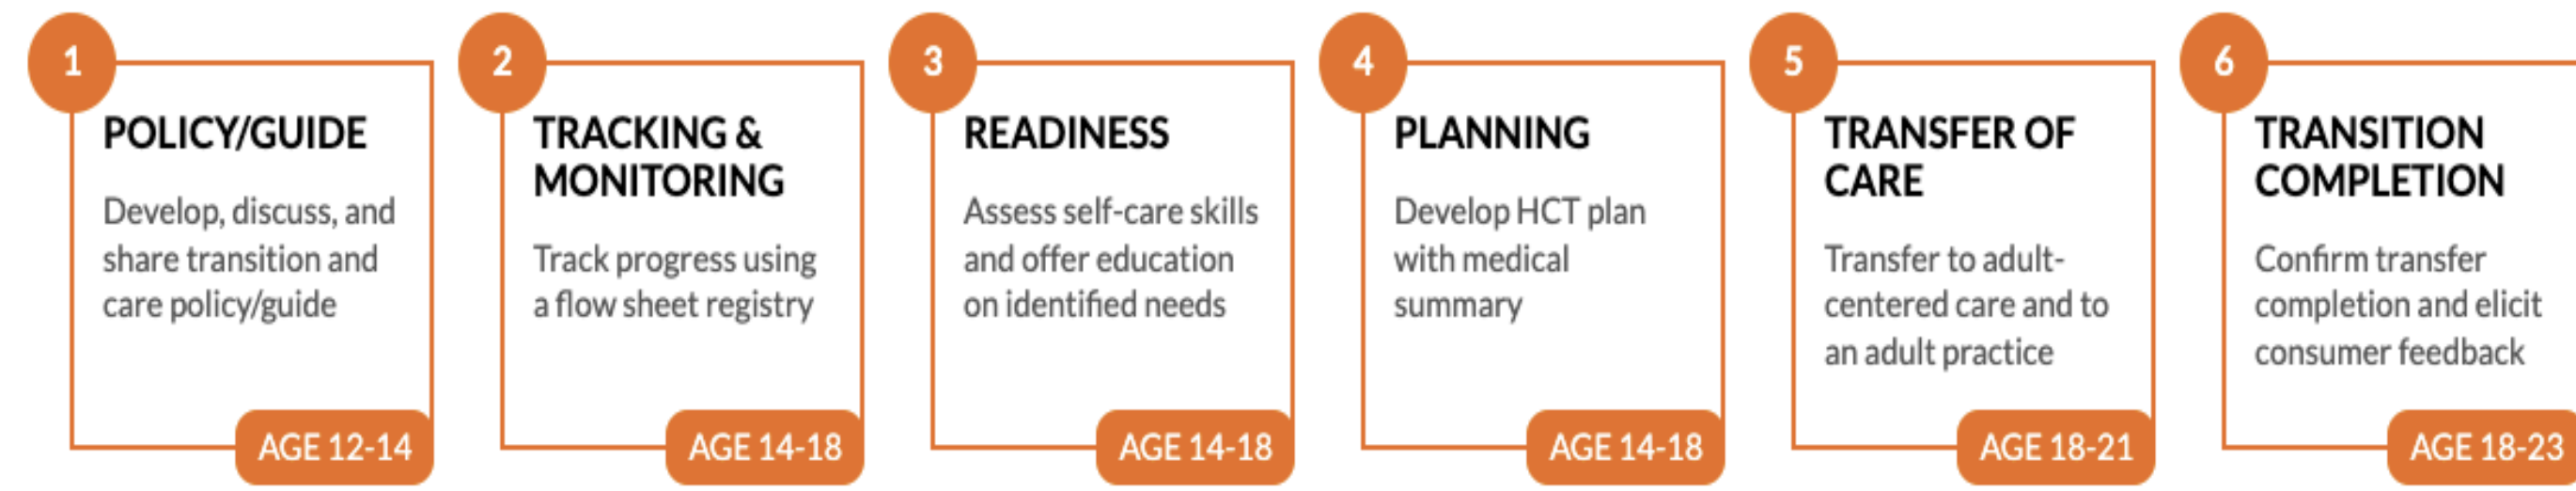 1
POLICY/GUIDE
Develop, discuss, and
share transition and
care policy/guide
AGE 12-14
2
TRACKING &
MONITORING
Track progress using
a flow sheet registry
AGE 14-18
3
READINESS
Assess self-care skills
and offer education
on identified needs
AGE 14-18
4
PLANNING
Develop HCT plan
with medical
summary
AGE 14-18
5
TRANSFER OF
CARE
Transfer to adult-
centered care and to
an adult practice
AGE 18-21
6
TRANSITION
COMPLETION
Confirm transfer
completion and elicit
consumer feedback
AGE 18-23